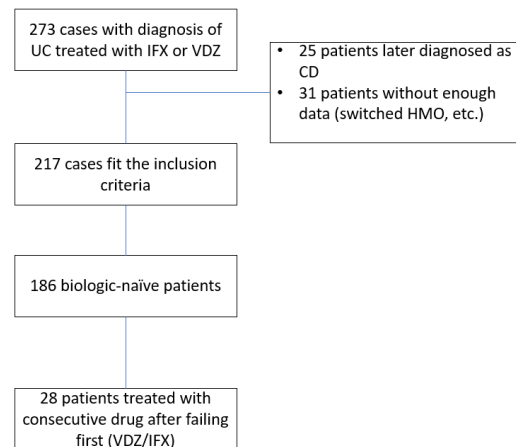 273 cases with diagnosis of
UC treated with IFX or VDZ
• 25 patients later diagnosed as
CD
• 31 patients without enough
data (switched HMO, etc.)
217 cases fit the inclusion
criteria
186 biologic-naïve patients
28 patients treated with
consecutive drug after failing
first (VDZ/IFX)